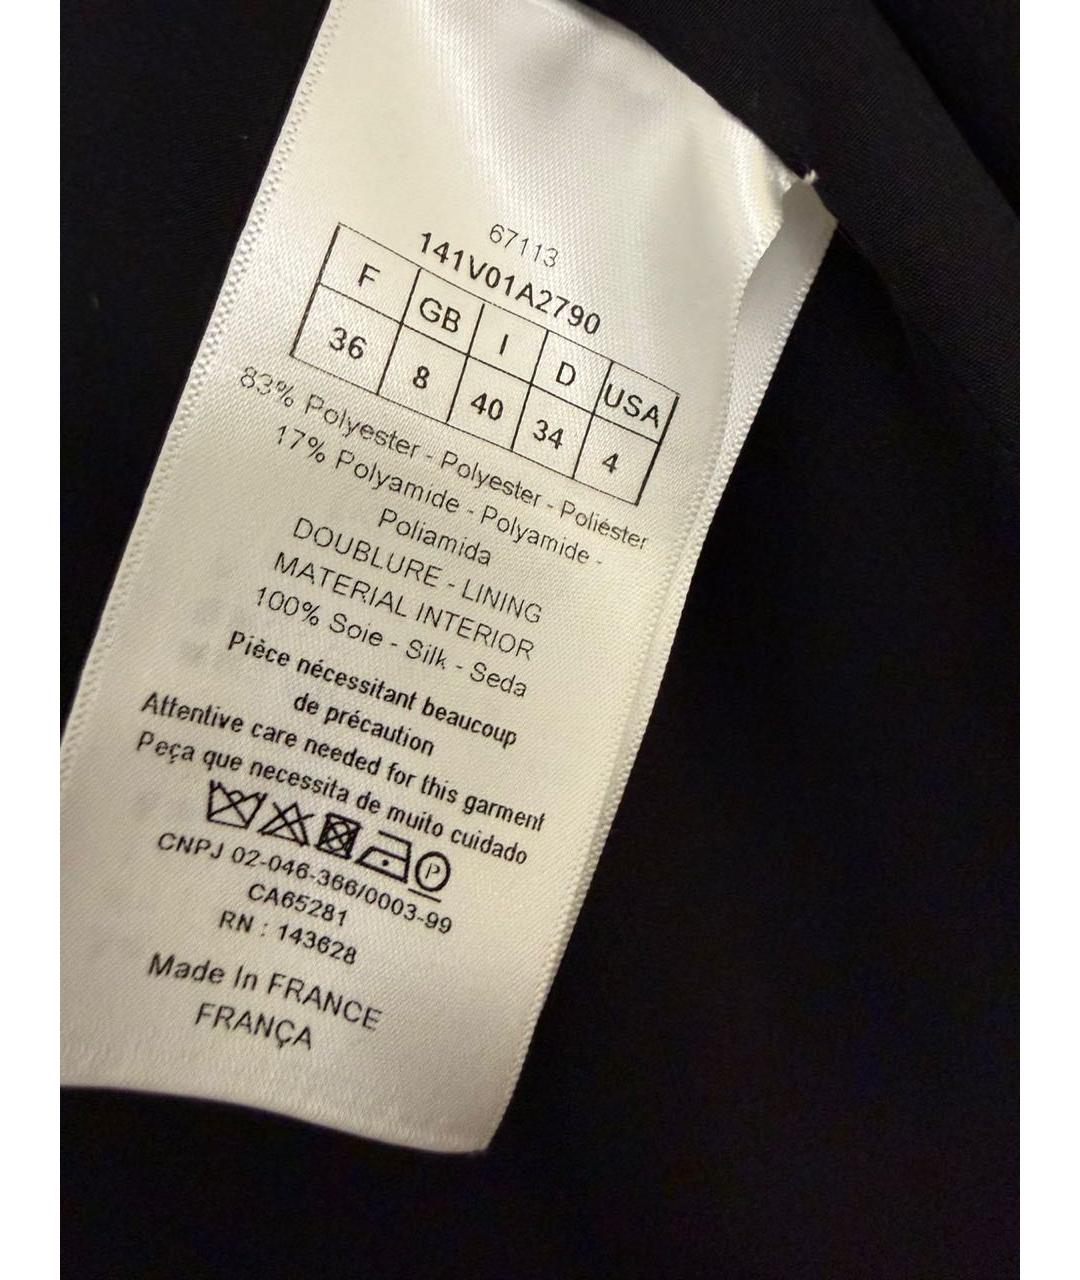 67113
141V01A2790
F GB I D USA
36 8 40 34 4
83% Polyester - Polyester - Poliéster
17% Polyamide - Polyamide -
Poliamida
DOUBLURE - LINING
MATERIAL INTERIOR
100% Soie - Silk - Seda
Pièce nécessitant beaucoup
de précaution
Attentive care needed for this garment
Peça que necessita de muito cuidado
P
CNPJ 02-046-366/0003-99
CA65281
RN : 143628
Made In FRANCE
FRANÇA